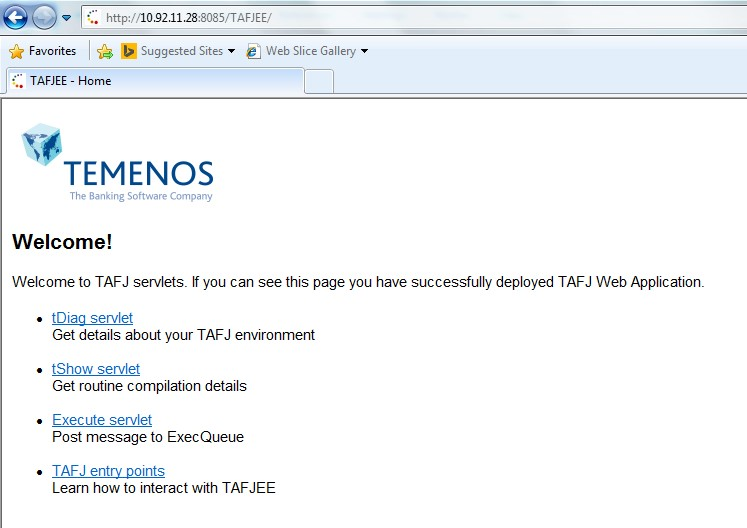 http://10.92.11.28:8085/TAFJEE/
Favorites Suggested Sites Web Slice Gallery
TAFJEE - Home
TEMENOS
The Banking Software Company
Welcome!
Welcome to TAFJ servlets. If you can see this page you have successfully deployed TAFJ Web Application.
tDiag servlet
Get details about your TAFJ environment
tShow servlet
Get routine compilation details
Execute servlet
Post message to ExecQueue
TAFJ entry points
Learn how to interact with TAFJEE